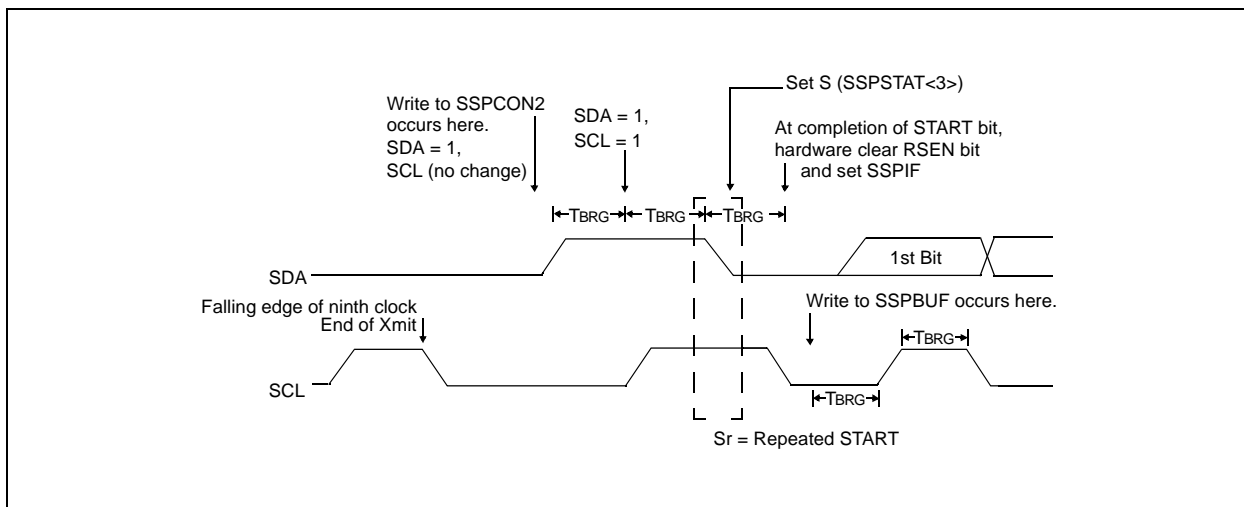 Set S (SSPSTAT<3>)
Write to SSPCON2
occurs here.
SDA = 1,
SCL (no change)
SDA = 1,
SCL = 1
At completion of START bit,
hardware clear RSEN bit
and set SSPIF
TBRG
TBRG
TBRG
SDA
1st Bit
Falling edge of ninth clock
End of Xmit
Write to SSPBUF occurs here.
TBRG
SCL
TBRG
Sr = Repeated START